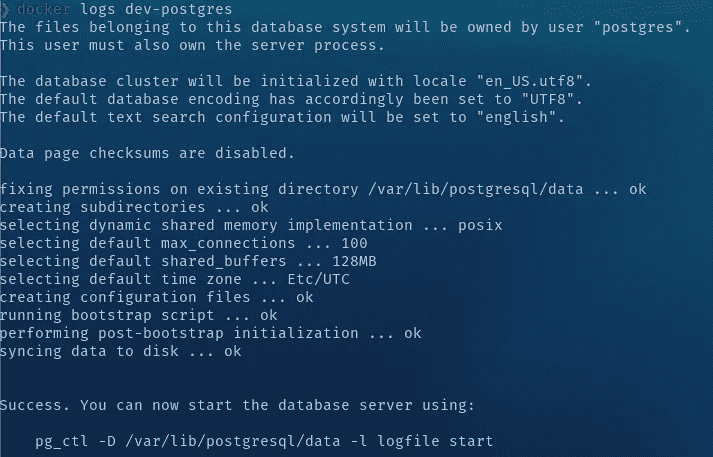 ❯ docker logs dev-postgres
The files belonging to this database system will be owned by user "postgres".
This user must also own the server process.

The database cluster will be initialized with locale "en_US.utf8".
The default database encoding has accordingly been set to "UTF8".
The default text search configuration will be set to "english".

Data page checksums are disabled.

fixing permissions on existing directory /var/lib/postgresql/data ... ok
creating subdirectories ... ok
selecting dynamic shared memory implementation ... posix
selecting default max_connections ... 100
selecting default shared_buffers ... 128MB
selecting default time zone ... Etc/UTC
creating configuration files ... ok
running bootstrap script ... ok
performing post-bootstrap initialization ... ok
syncing data to disk ... ok

Success. You can now start the database server using:

    pg_ctl -D /var/lib/postgresql/data -l logfile start